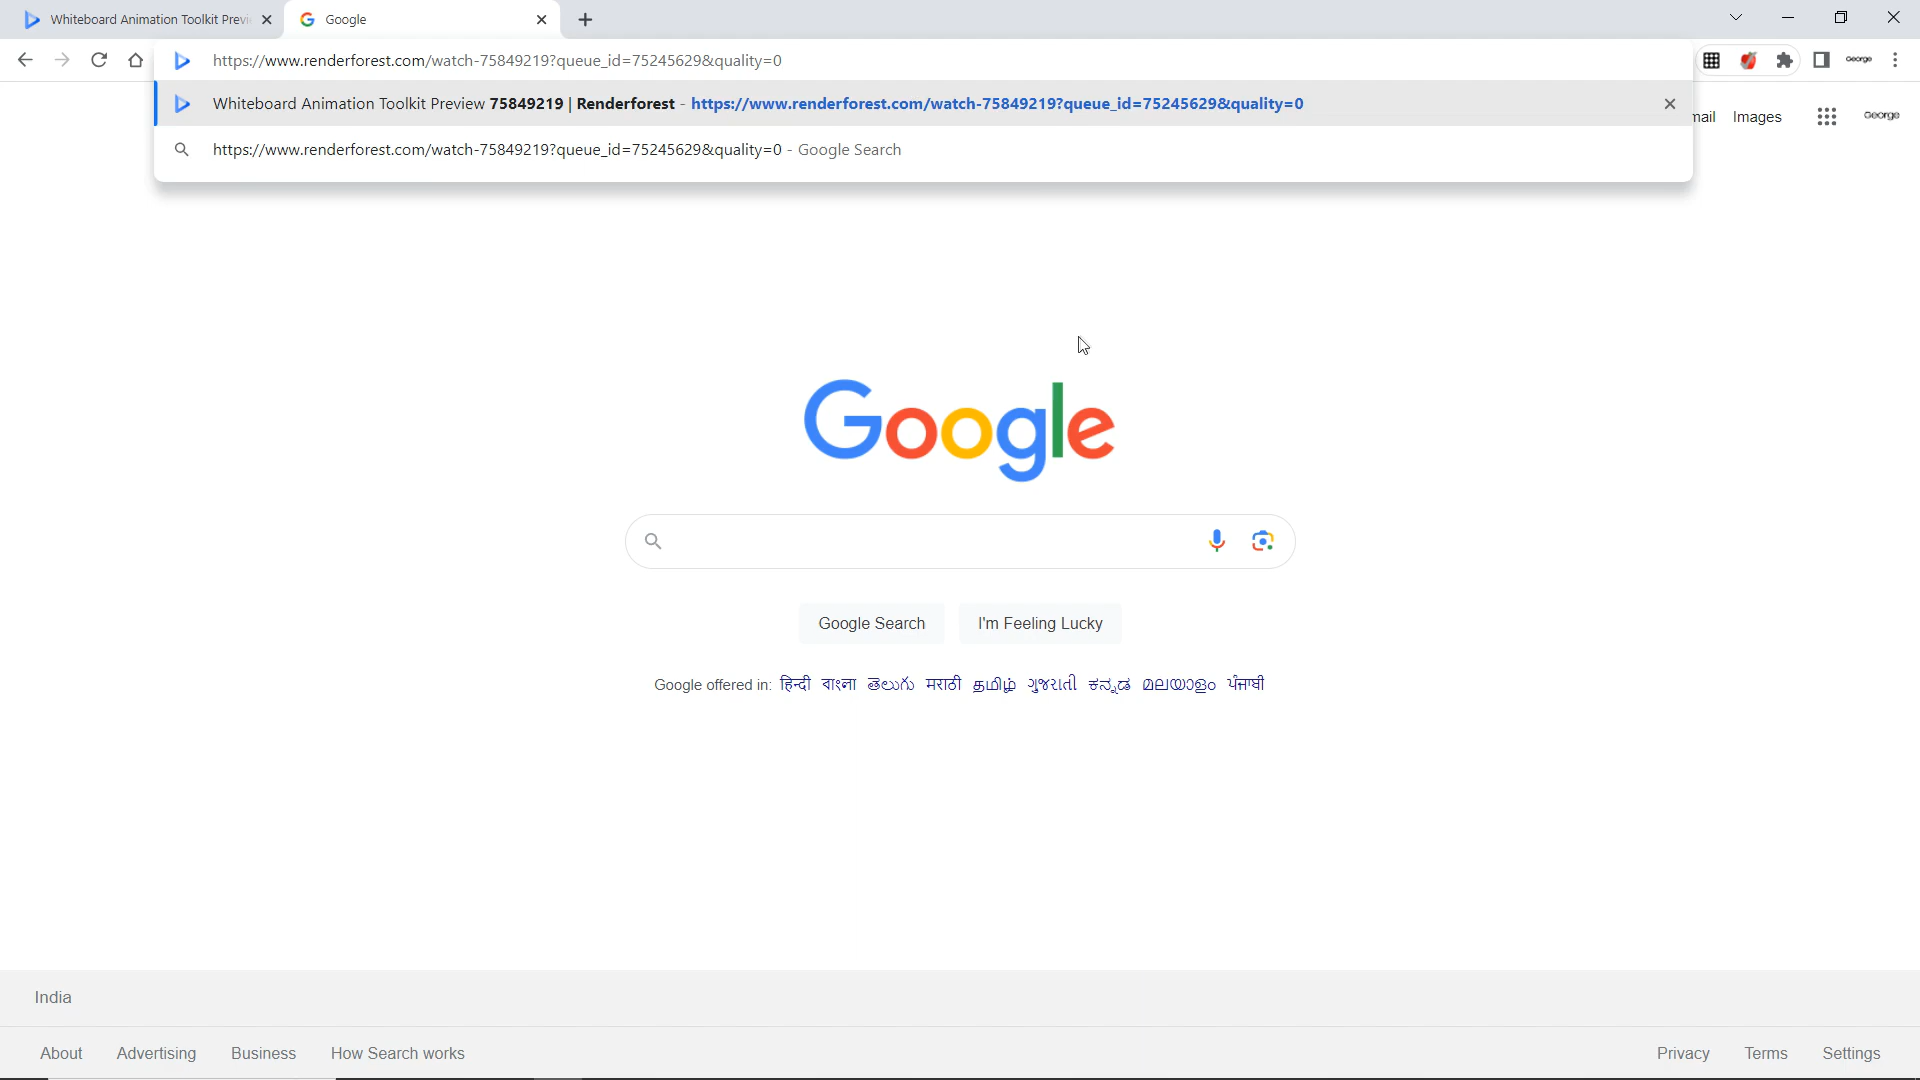 Whiteboard Animation Toolkit Previ
Google
https://www.renderforest.com/watch-75849219?queue_id=75245629&quality=0
George
Whiteboard Animation Toolkit Preview 75849219 | Renderforest - https://www.renderforest.com/watch-75849219?queue_id=75245629&quality=0
mail Images George
https://www.renderforest.com/watch-75849219?queue_id=75245629&quality=0 - Google Search
Google
Google Search I'm Feeling Lucky
Google offered in: हिन्दी বাংলা తెలుగు मराठी தமிழ் ગુજરાતી ಕನ್ನಡ മലയാളം ਪੰਜਾਬੀ
India
About Advertising Business How Search works Privacy Terms Settings